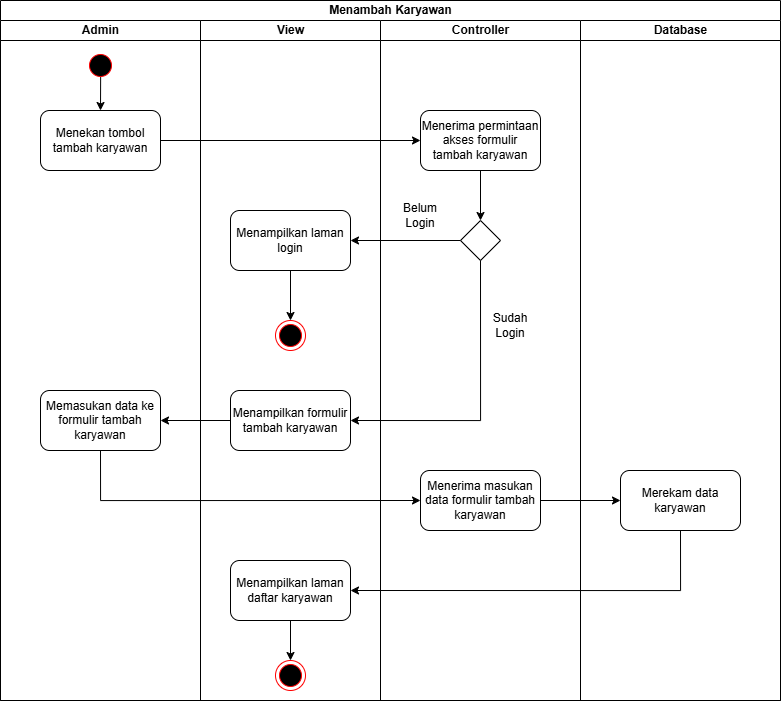 Menambah Karyawan
Admin
View
Controller
Database
Menekan tombol
tambah karyawan
Menerima permintaan
akses formulir
tambah karyawan
Belum
Login
Menampilkan laman
login
Sudah
Login
Memasukan data ke
formulir tambah
karyawan
Menampilkan formulir
tambah karyawan
Menerima masukan
data formulir tambah
karyawan
Merekam data
karyawan
Menampilkan laman
daftar karyawan